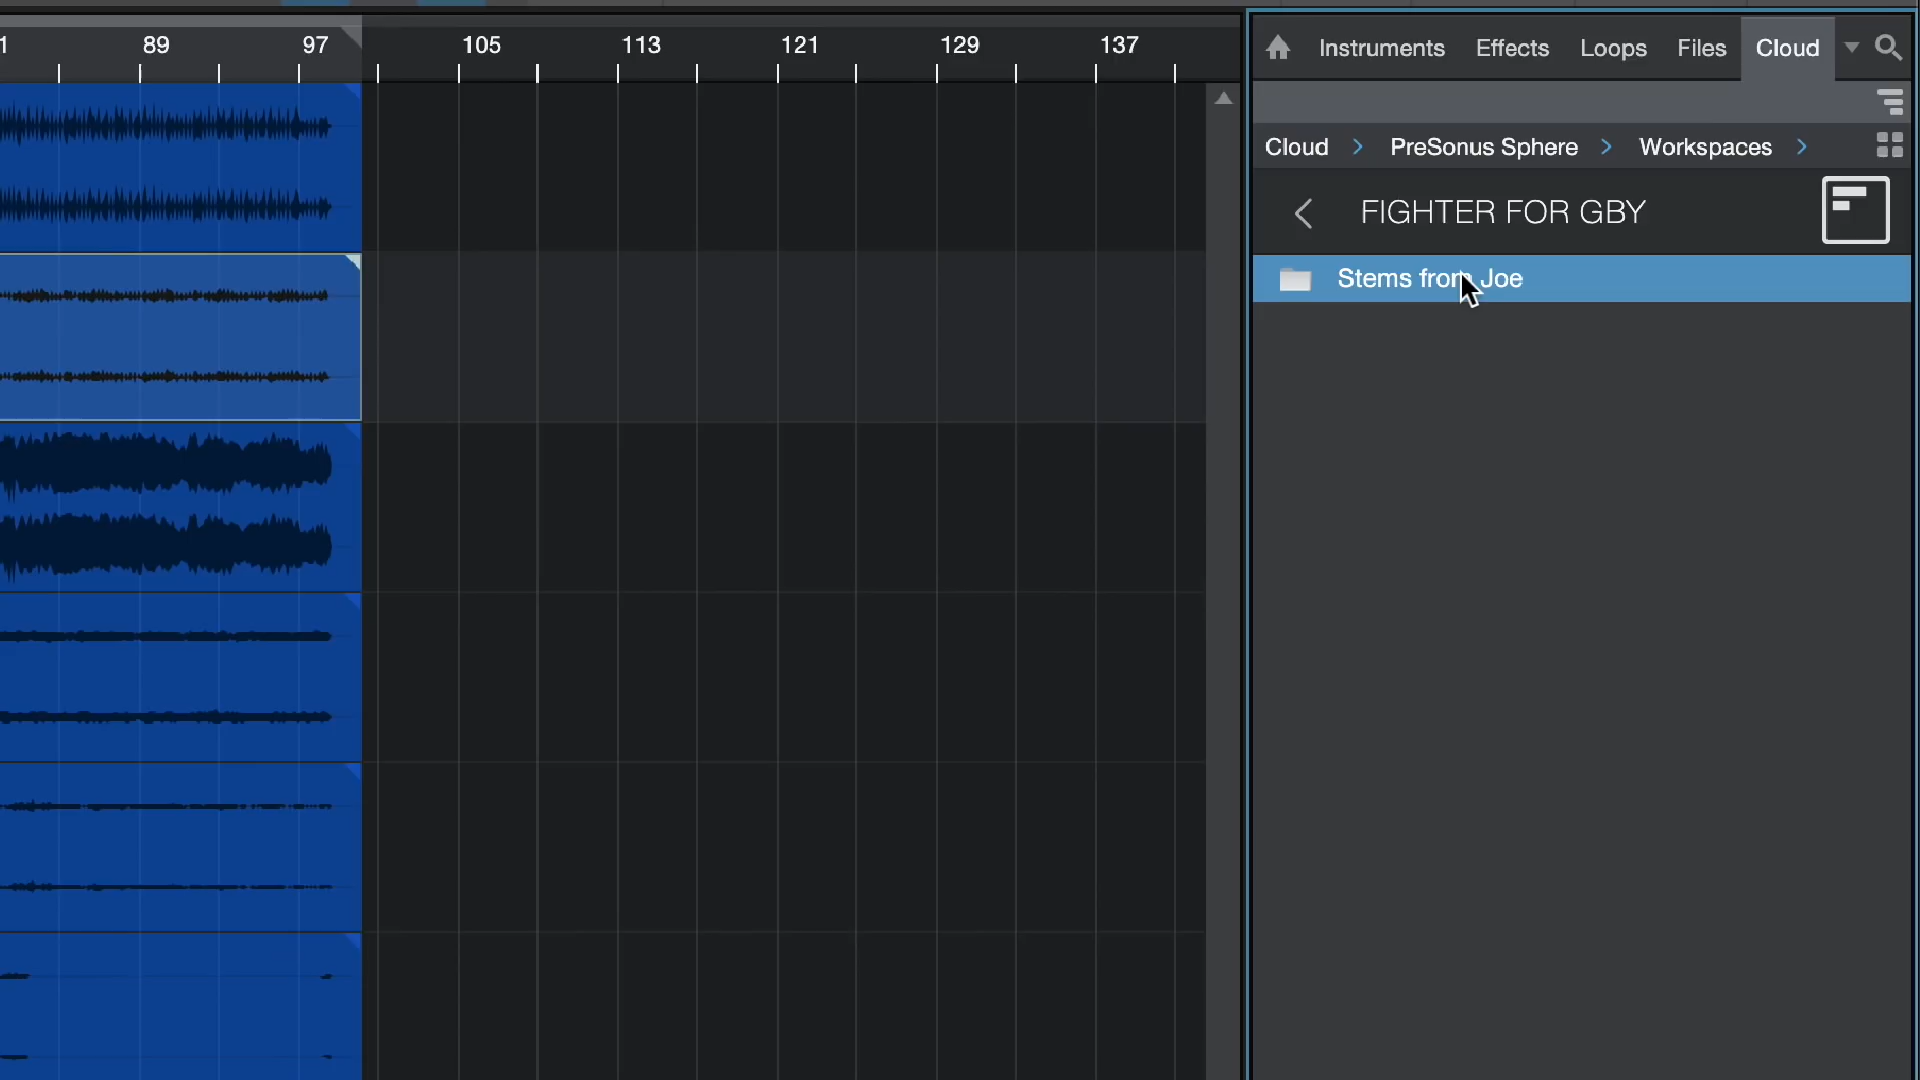 89 97 105 113 121 129 137
Instruments Effects Loops Files Cloud
Cloud > PreSonus Sphere > Workspaces >
FIGHTER FOR GBY
Stems from Joe